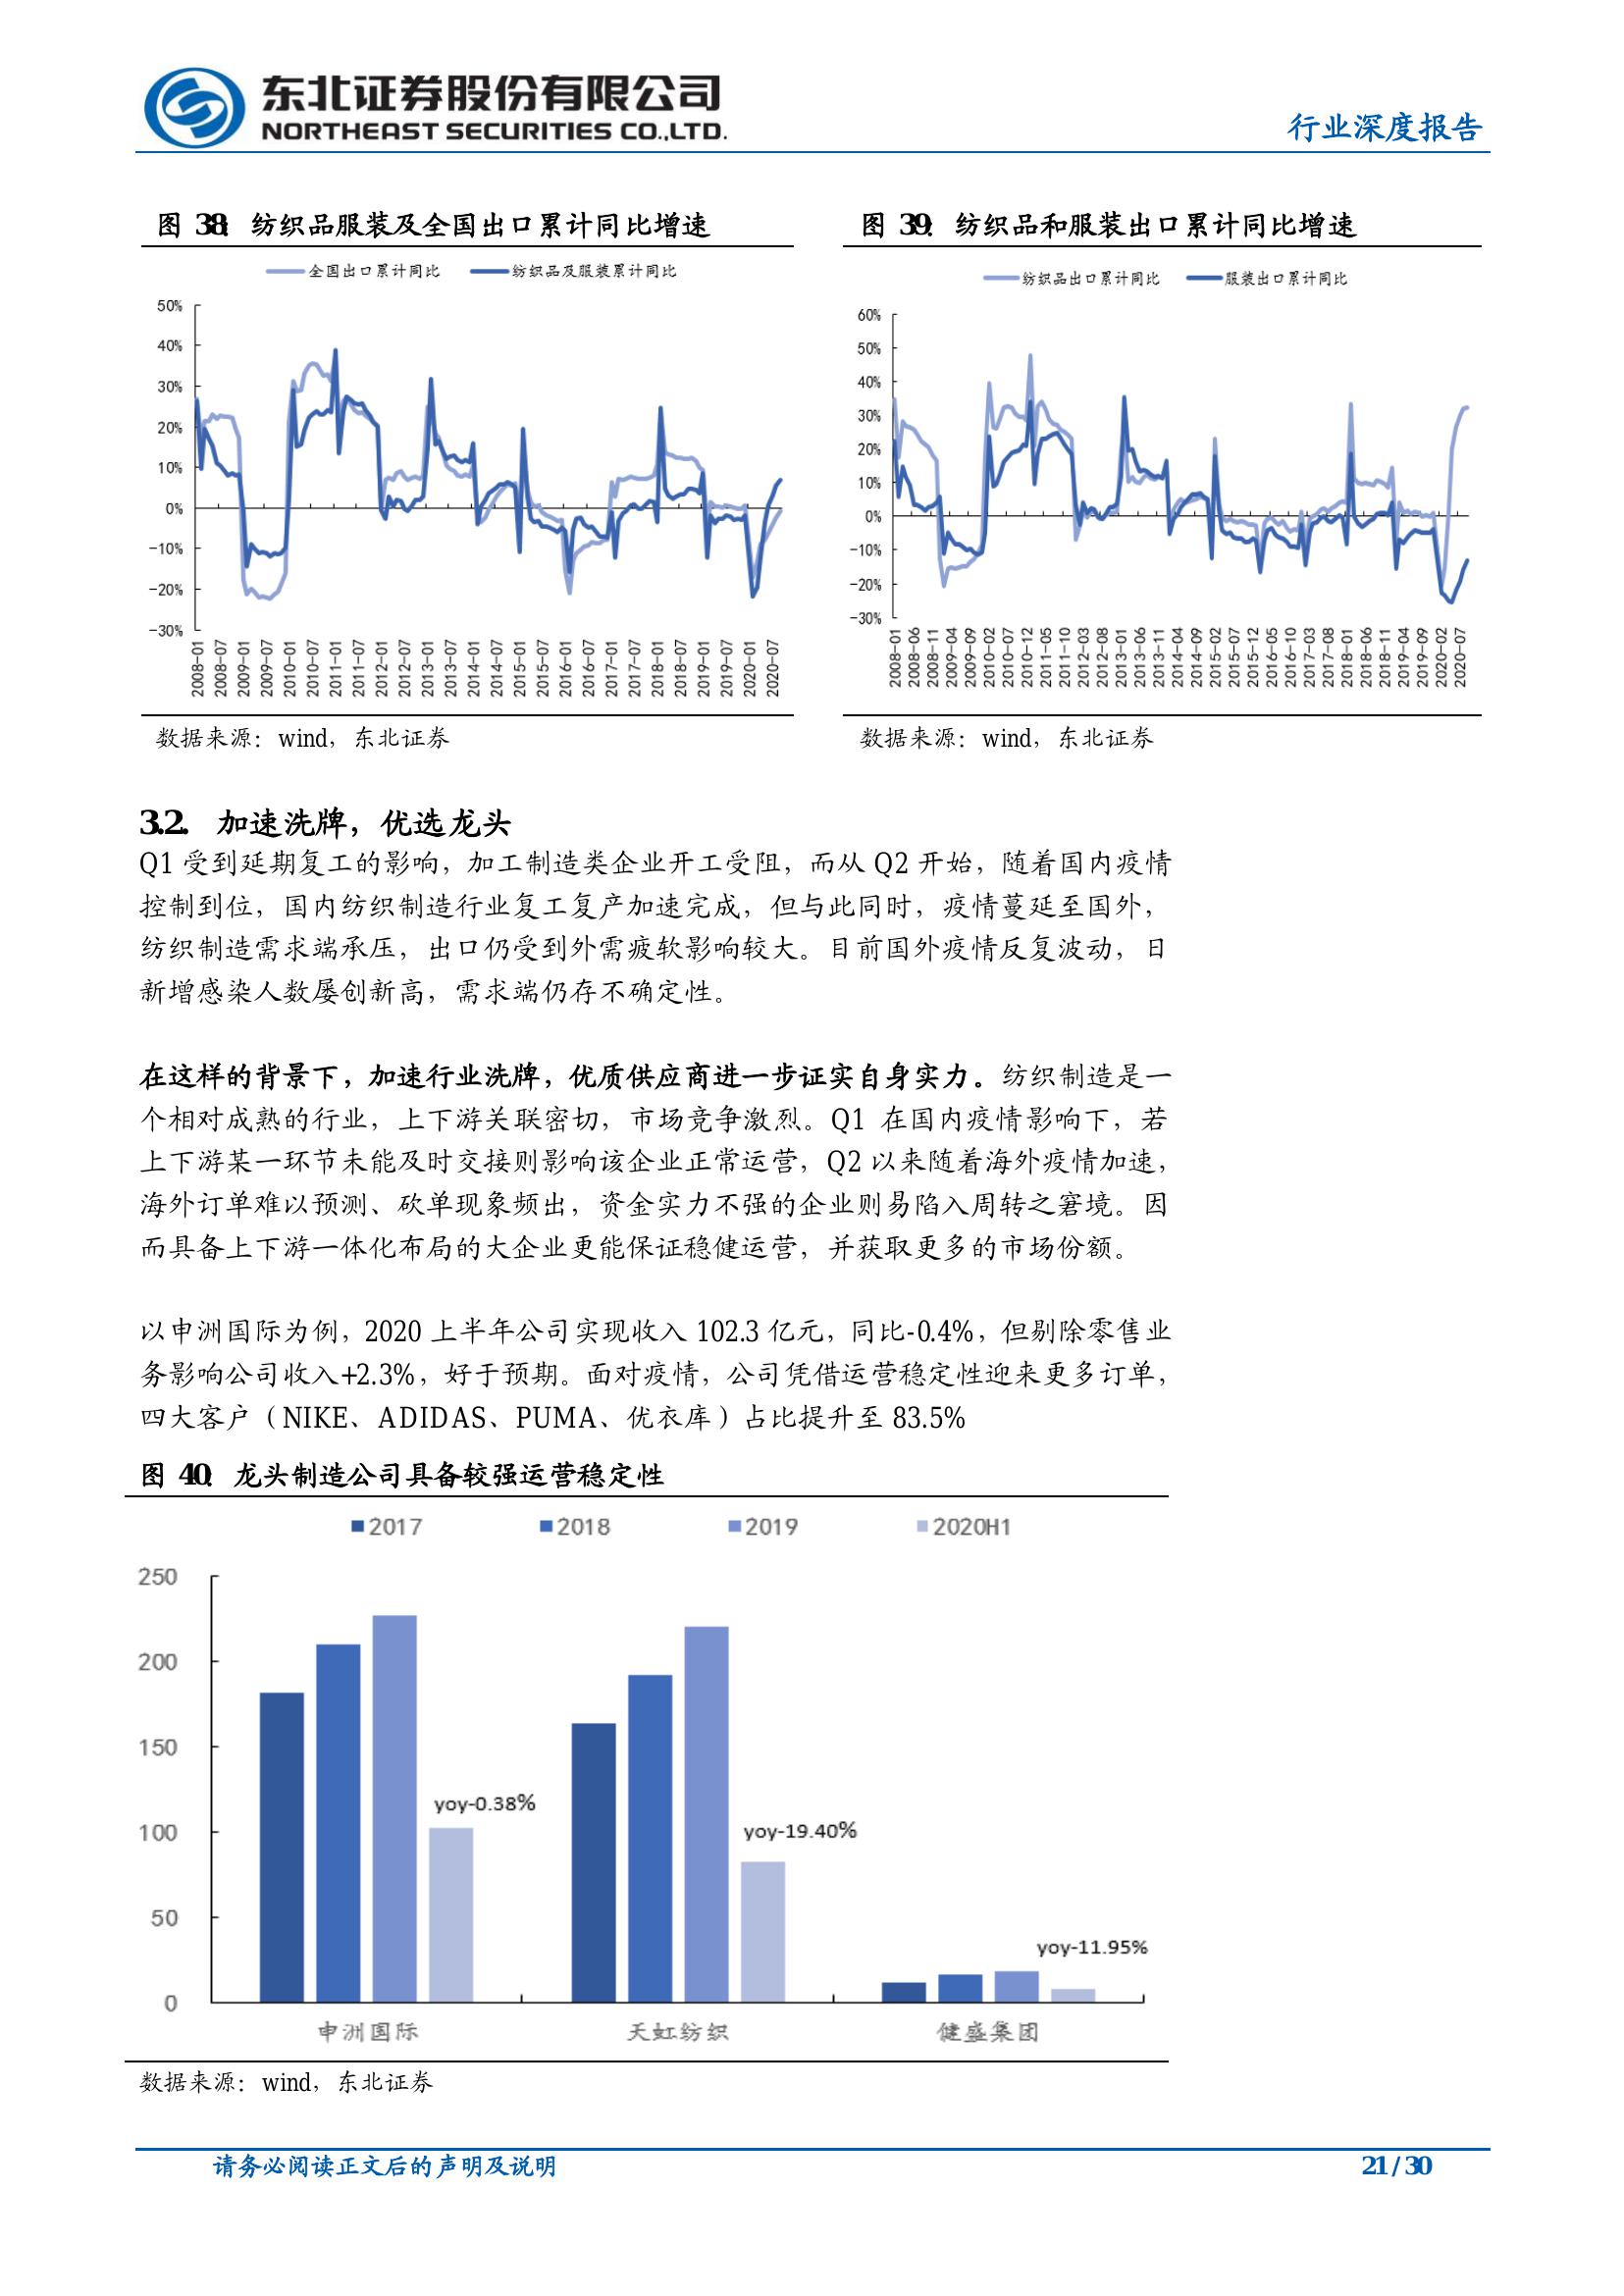 东北证券股份有限公司
NORTHEAST SECURITIES CO.,LTD.
行业深度报告
图 38：纺织品服装及全国出口累计同比增速
全国出口累计同比 纺织品及服装累计同比
50%
40%
30%
20%
10%
0%
-10%
-20%
-30%
2008-01 2008-07 2009-01 2009-07 2010-01 2010-07 2011-01 2011-07 2012-01 2012-07 2013-01 2013-07 2014-01 2014-07 2015-01 2015-07 2016-01 2016-07 2017-01 2017-07 2018-01 2018-07 2019-01 2019-07 2020-01 2020-07
数据来源：wind，东北证券
图 39：纺织品和服装出口累计同比增速
纺织品出口累计同比 服装出口累计同比
60%
50%
40%
30%
20%
10%
0%
-10%
-20%
-30%
2008-01 2008-06 2008-11 2009-04 2009-09 2010-02 2010-07 2010-12 2011-05 2011-10 2012-03 2012-08 2013-01 2013-06 2013-11 2014-04 2014-09 2015-02 2015-07 2015-12 2016-05 2016-10 2017-03 2017-08 2018-01 2018-06 2018-11 2019-04 2019-09 2020-02 2020-07
数据来源：wind，东北证券
3.2. 加速洗牌，优选龙头
Q1 受到延期复工的影响，加工制造类企业开工受阻，而从 Q2 开始，随着国内疫情
控制到位，国内纺织制造行业复工复产加速完成，但与此同时，疫情蔓延至国外，
纺织制造需求端承压，出口仍受到外需疲软影响较大。目前国外疫情反复波动，日
新增感染人数屡创新高，需求端仍存不确定性。
在这样的背景下，加速行业洗牌，优质供应商进一步证实自身实力。纺织制造是一
个相对成熟的行业，上下游关联密切，市场竞争激烈。Q1 在国内疫情影响下，若
上下游某一环节未能及时交接则影响该企业正常运营，Q2 以来随着海外疫情加速，
海外订单难以预测、砍单现象频出，资金实力不强的企业则易陷入周转之窘境。因
而具备上下游一体化布局的大企业更能保证稳健运营，并获取更多的市场份额。
以申洲国际为例，2020 上半年公司实现收入 102.3 亿元，同比-0.4%，但剔除零售业
务影响公司收入+2.3%，好于预期。面对疫情，公司凭借运营稳定性迎来更多订单，
四大客户（NIKE、ADIDAS、PUMA、优衣库）占比提升至 83.5%
图 40：龙头制造公司具备较强运营稳定性
2017 2018 2019 2020H1
250
200
150
100
50
0
yoy-0.38%
yoy-19.40%
yoy-11.95%
申洲国际 天虹纺织 健盛集团
数据来源：wind，东北证券
请务必阅读正文后的声明及说明
21 / 30